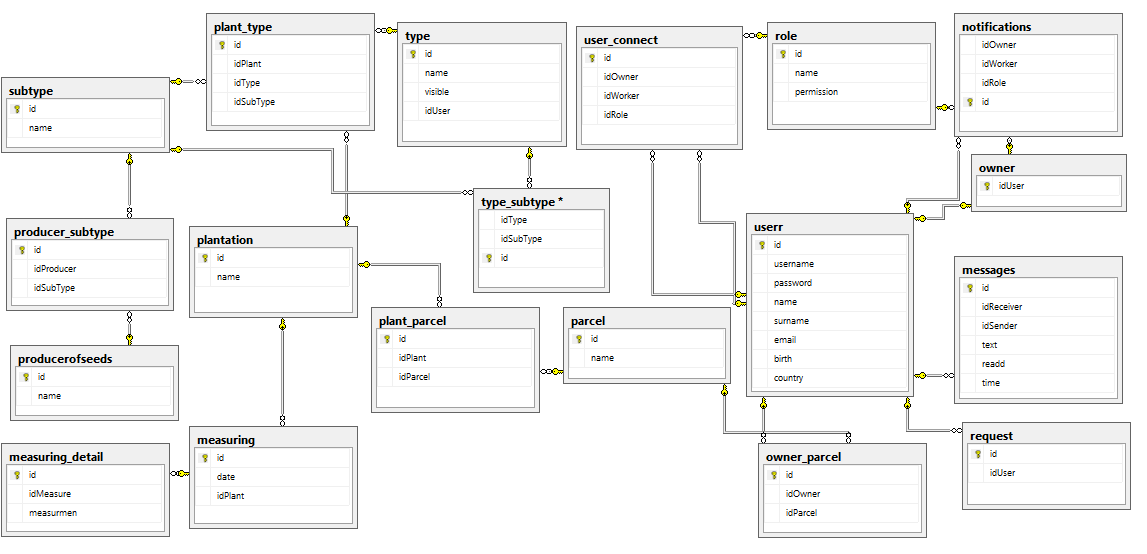 plant_type
id
idPlant
idType
idSubType
type
id
name
visible
idUser
user_connect
id
idOwner
idWorker
idRole
role
id
name
permission
notifications
idOwner
idWorker
idRole
id
subtype
id
name
owner
idUser
type_subtype *
idType
idSubType
id
producer_subtype
id
idProducer
idSubType
plantation
id
name
userr
id
username
password
name
surname
email
birth
country
messages
id
idReceiver
idSender
text
readd
time
plant_parcel
id
idPlant
idParcel
parcel
id
name
producerofseeds
id
name
measuring_detail
id
idMeasure
measurmen
measuring
id
date
idPlant
owner_parcel
id
idOwner
idParcel
request
id
idUser